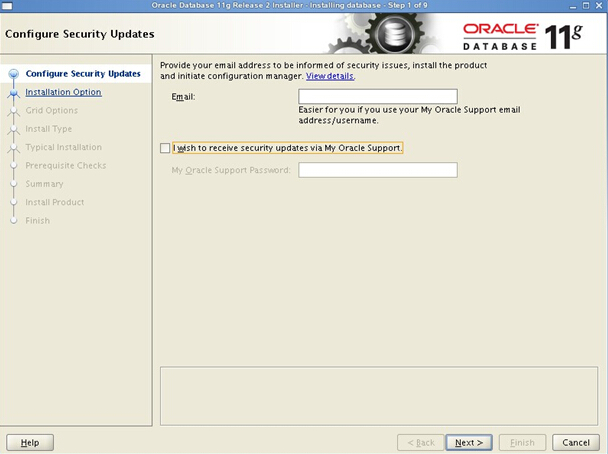 Oracle Database 11g Release 2 Installer - Installing database - Step 1 of 9
Configure Security Updates
ORACLE
DATABASE
11g
Configure Security Updates
Installation Option
Grid Options
Install Type
Typical Installation
Prerequisite Checks
Summary
Install Product
Finish
Provide your email address to be informed of security issues, install the product
and initiate configuration manager. View details.
Email:
Easier for you if you use your My Oracle Support email
address/username.
I wish to receive security updates via My Oracle Support.
My Oracle Support Password:
Help
< Back
Next >
Finish
Cancel